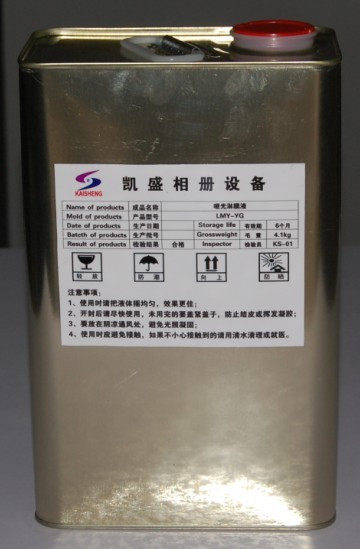 KAISHENG
凯盛相册设备
Name of products 成品名称 哑光淋膜液
Mold of products 产品型号 LMY-YG
Date of products 生产日期 Storage life 有效期 6个月
Batcth of products 生产批号 Grossweight 毛重 4.1kg
Result of products 检验结果 合格 Inspector 检验员 KS-01
轻放 防潮 向上 防晒
注意事项：
1、使用时请把液体摇均匀，效果更佳；
2、开封后请尽快使用，未用完的要盖紧盖子，防止结皮或挥发凝胶；
3、要放在阴凉通风处，避免光照凝固；
4、使用时应避免接触，如果不小心接触到的请用清水清理或就医。